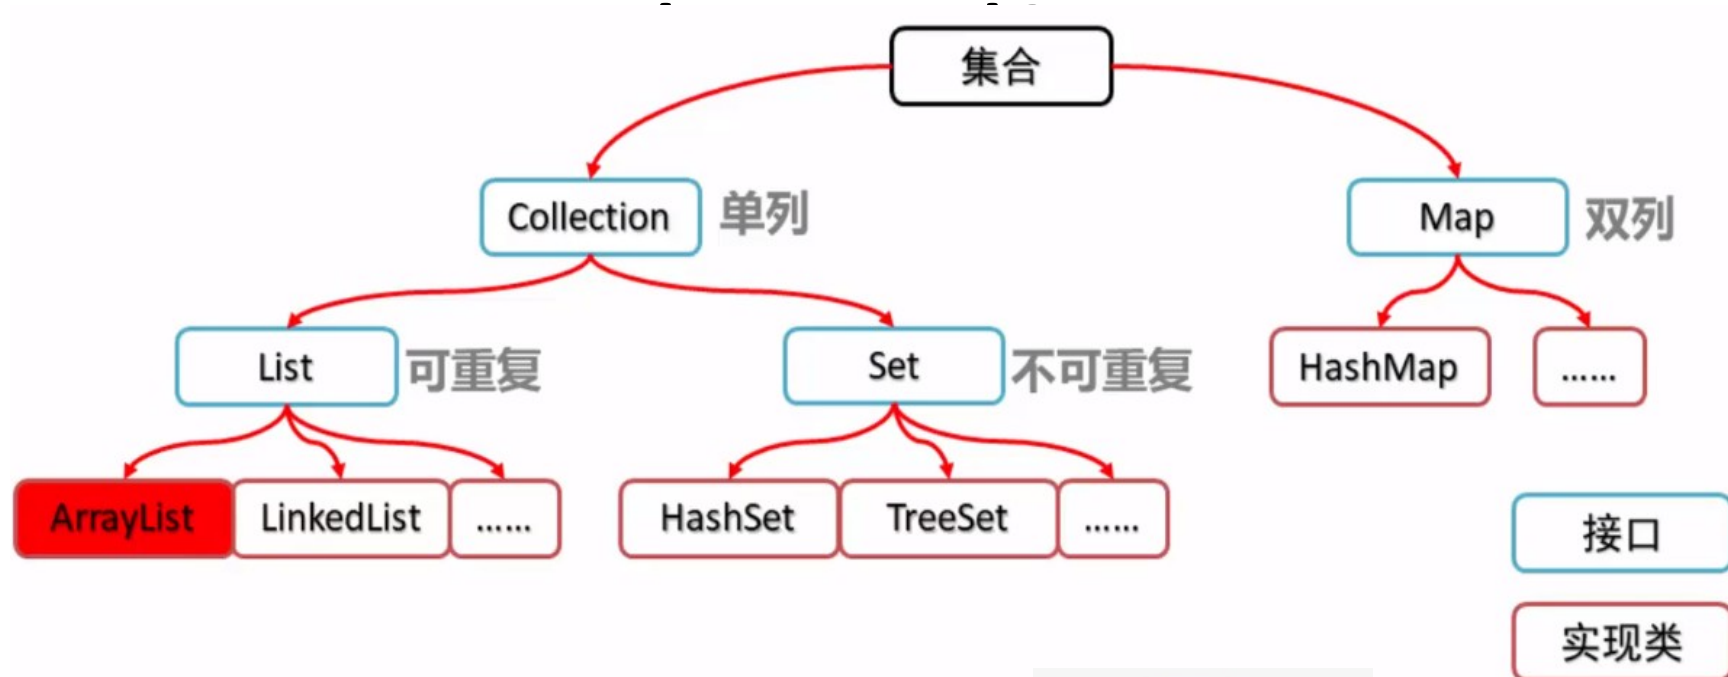 集合
Collection
单列
Map
双列
List
可重复
Set
不可重复
HashMap
......
ArrayList
LinkedList
......
HashSet
TreeSet
......
接口
实现类